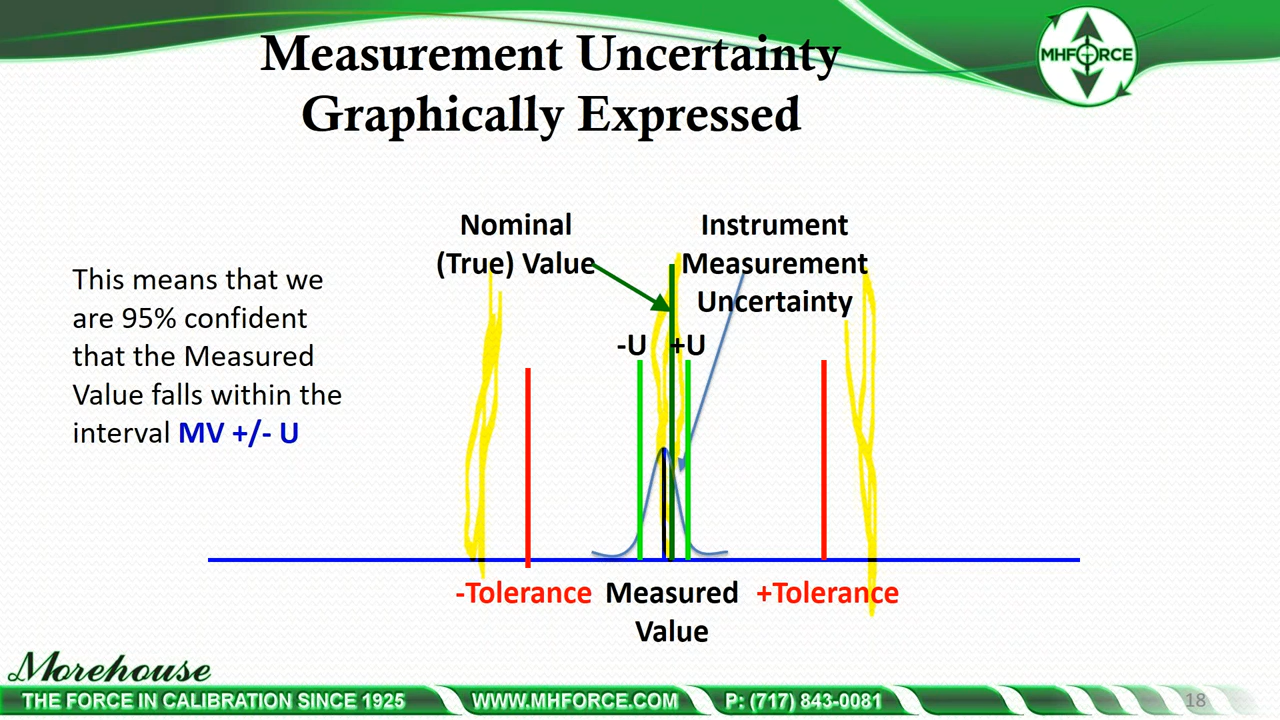 Measurement Uncertainty
Graphically Expressed
MHFORCE
Nominal
(True) Value
Instrument
Measurement
Uncertainty
This means that we
are 95% confident
that the Measured
Value falls within the
interval MV +/- U
-U
+U
-Tolerance
Measured
Value
+Tolerance
Morehouse
THE FORCE IN CALIBRATION SINCE 1925
WWW.MHFORCE.COM
P: (717) 843-0081
18